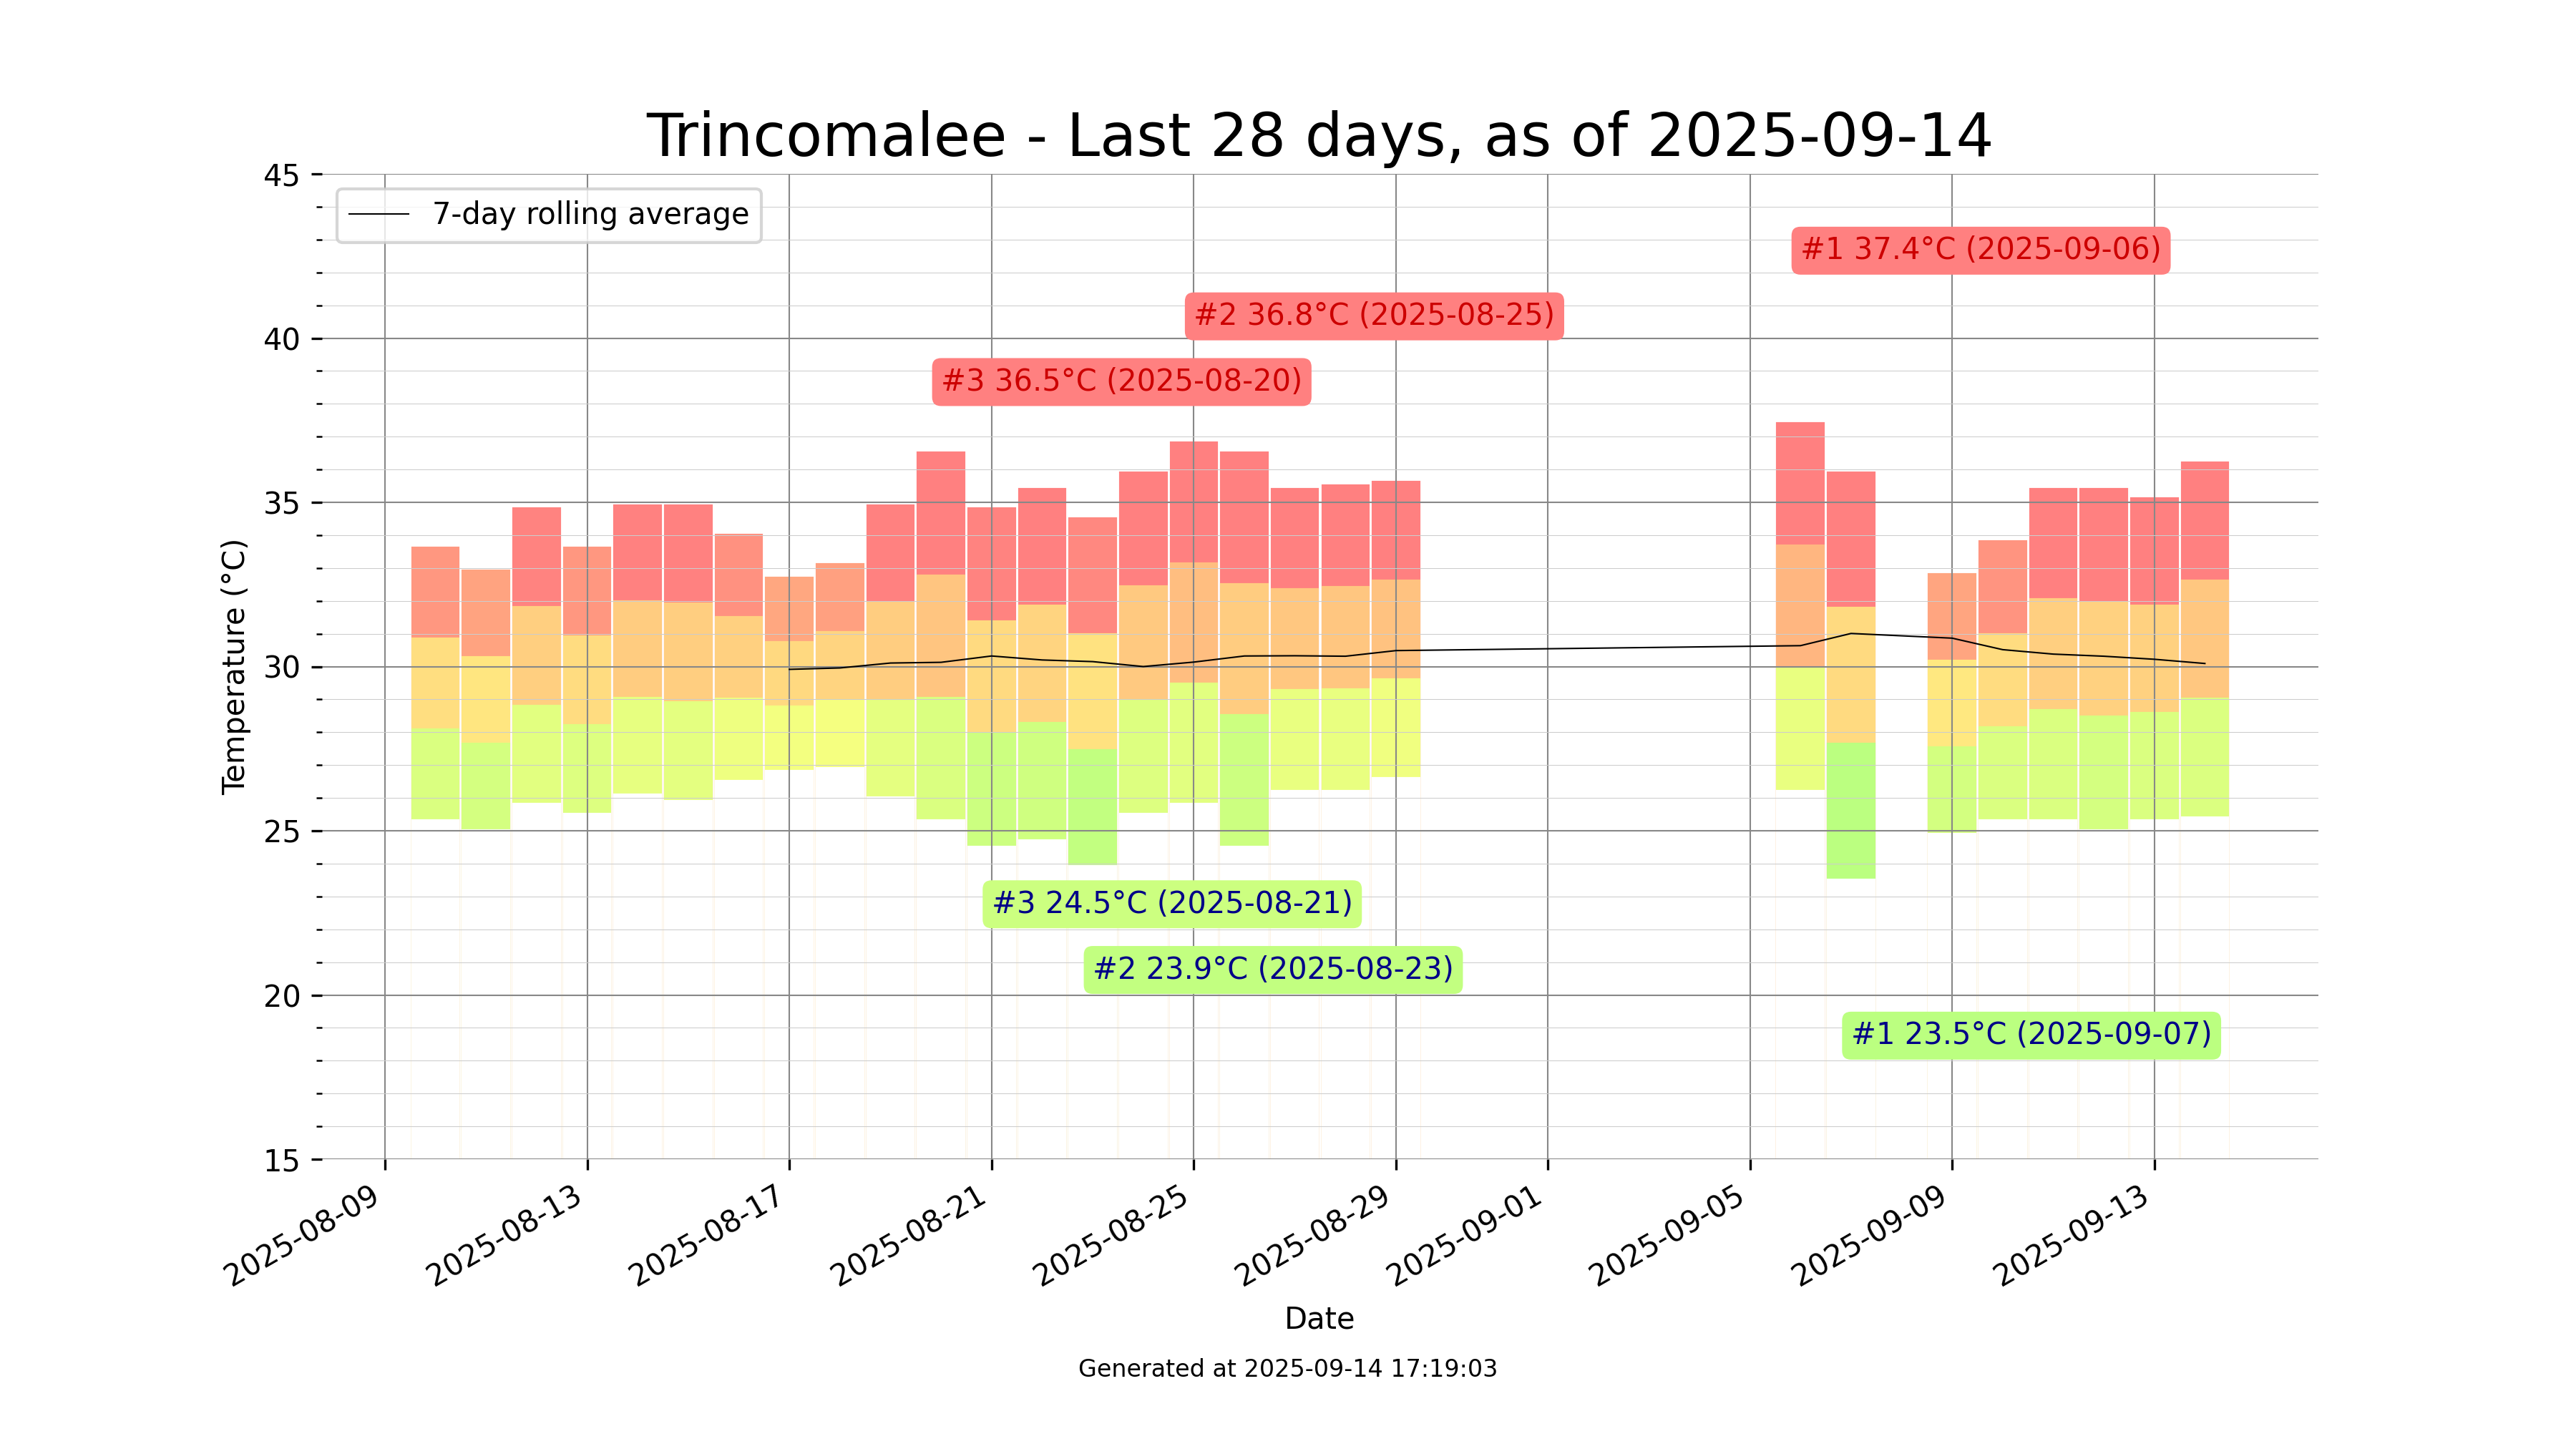 Trincomalee - Last 28 days, as of 2025-09-14
7-day rolling average
#1 37.4°C (2025-09-06)
#2 36.8°C (2025-08-25)
#3 36.5°C (2025-08-20)
#3 24.5°C (2025-08-21)
#2 23.9°C (2025-08-23)
#1 23.5°C (2025-09-07)
Temperature (°C)
45
40
35
30
25
20
15
2025-08-09
2025-08-13
2025-08-17
2025-08-21
2025-08-25
2025-08-29
2025-09-01
2025-09-05
2025-09-09
2025-09-13
Date
Generated at 2025-09-14 17:19:03